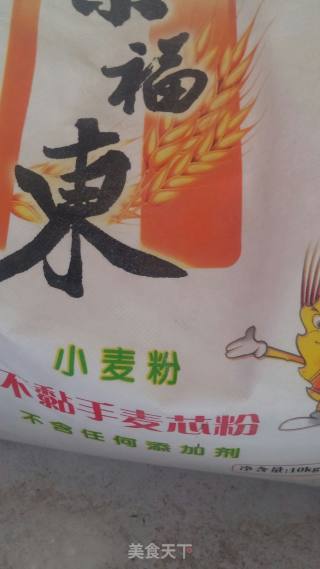 福
東
小麦粉
不黏手麦芯粉
不含任何添加剂
净含量:10kg
美食天下